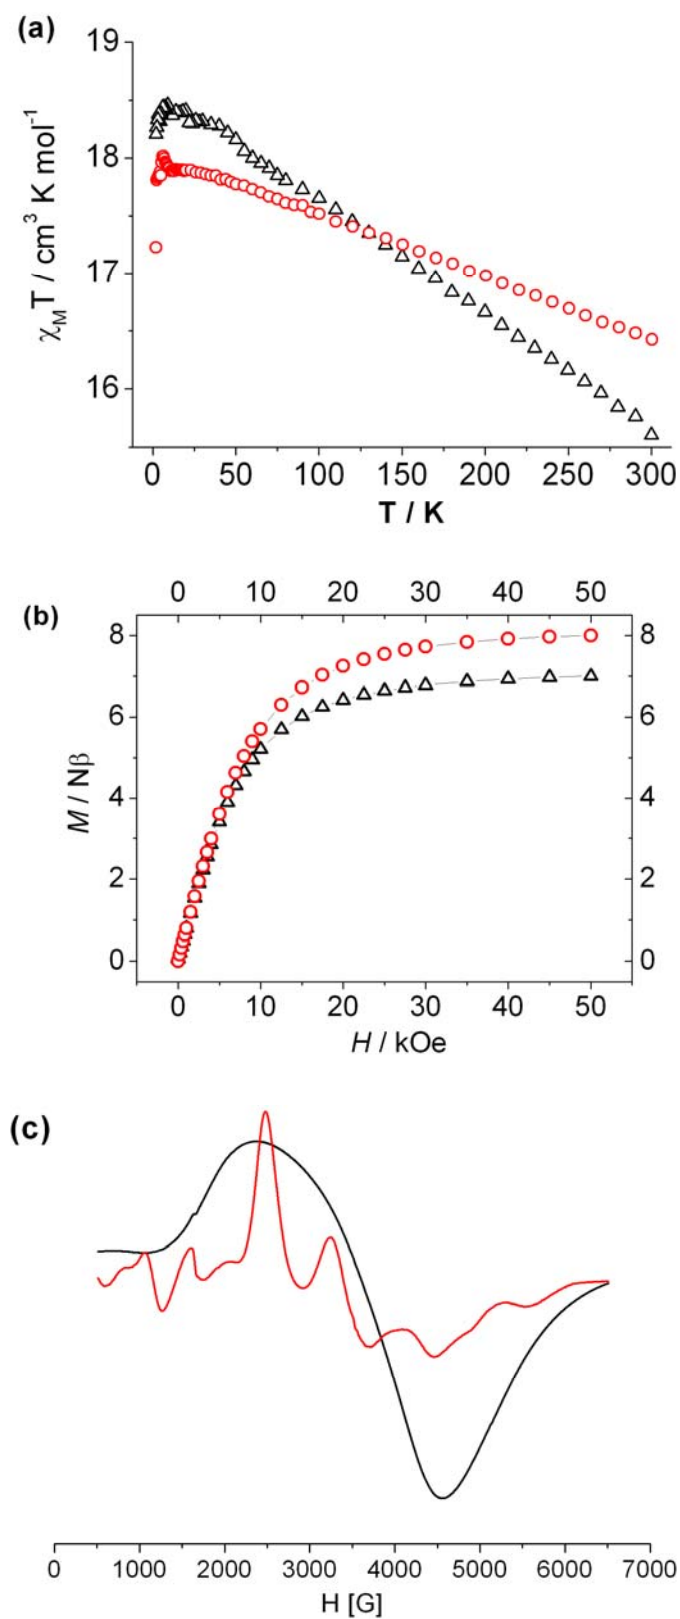 (a)
19
18
17
16
χMT / cm³ K mol⁻¹
0 50 100 150 200 250 300
T / K
(b)
0 10 20 30 40 50
8 8
6 6
4 4
2 2
0 0
M / Nβ
0 10 20 30 40 50
H / kOe
(c)
0 1000 2000 3000 4000 5000 6000 7000
H [G]